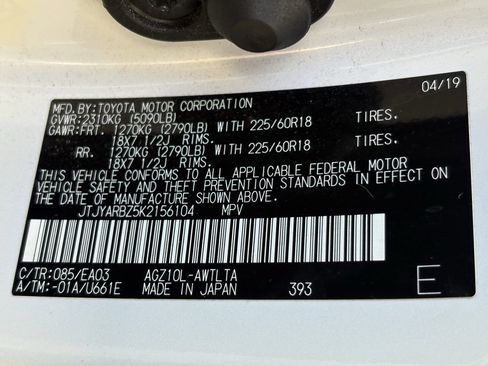 MFD.BY:TOYOTA MOTOR CORPORATION 04/19
GVWR:2310KG (5090LB)
GAWR:FRT. 1270KG (2790LB) WITH 225/60R18 TIRES.
18X7 1/2J RIMS.
RR. 1270KG (2790LB) WITH 225/60R18 TIRES.
18X7 1/2J RIMS.
THIS VEHICLE CONFORMS TO ALL APPLICABLE FEDERAL MOTOR
VEHICLE SAFETY AND THEFT PREVENTION STANDARDS IN EFFECT ON
THE DATE OF MANUFACTURE SHOWN ABOVE.
JTJYARBZ5K2156104 MPV
C/TR:085/EA03 AGZ10L-AWTLTA
A/TM:-01A/U661E MADE IN JAPAN 393 E